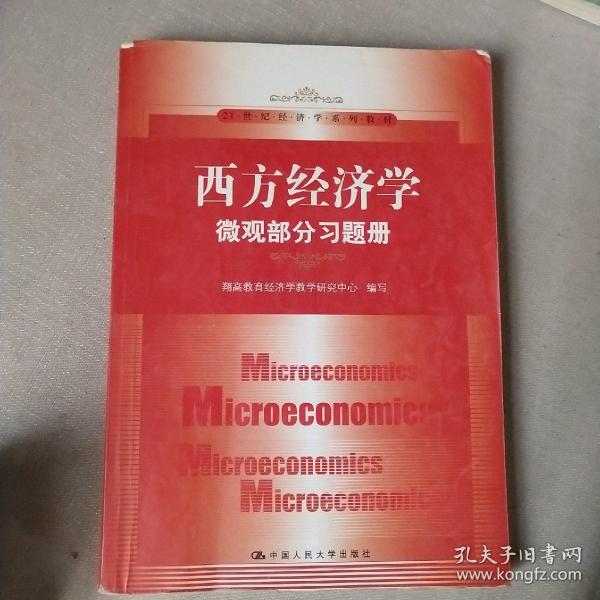 21·世·纪·经·济·学·系·列·教·材
西方经济学
微观部分习题册
翔高教育经济学教学研究中心 编写
Microeconomics
Microeconomics
Microeconomics
Microeconomi
中国人民大学出版社
孔夫子旧书网
www.kongfz.com